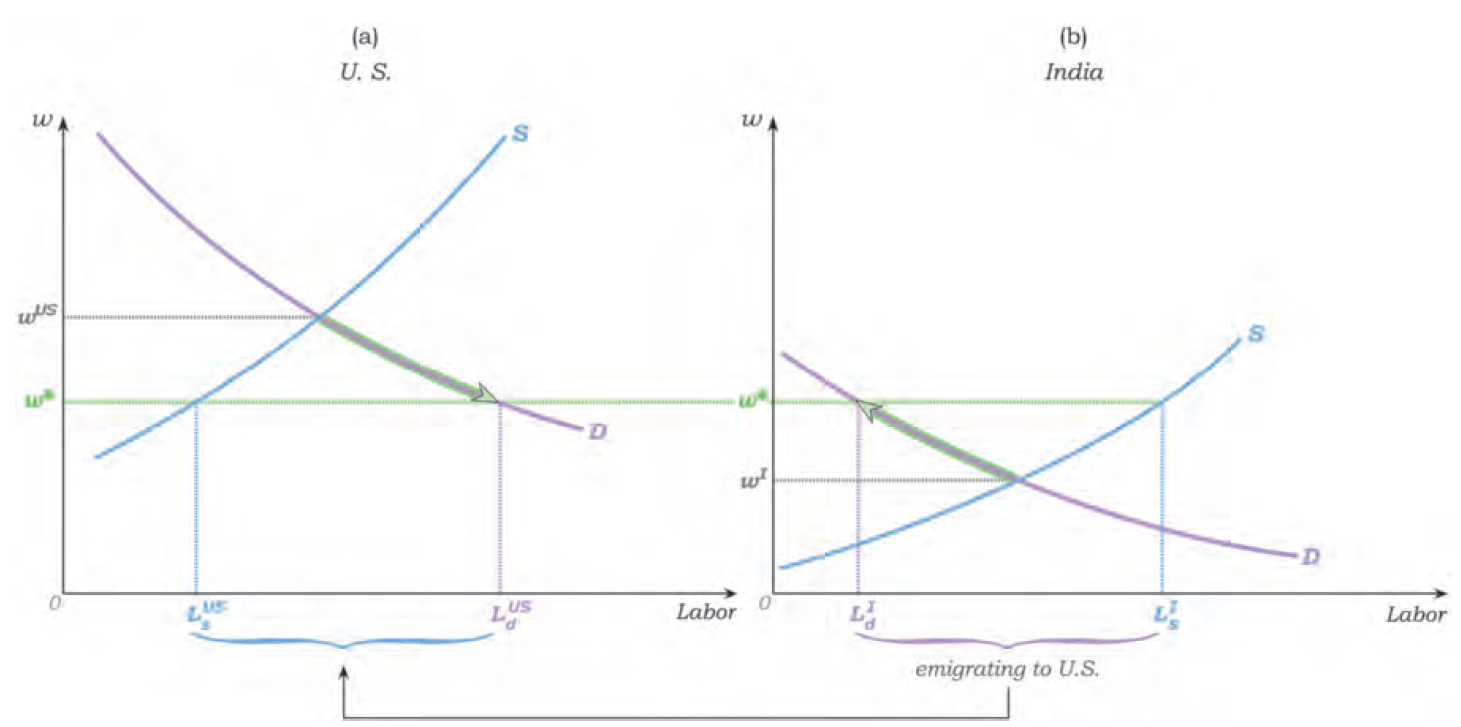 (a)
U. S.
w
S
w^US
w*
D
0
L_s^US
L_d^US
Labor
(b)
India
w
S
w*
w^I
D
0
L_d^I
L_s^I
Labor
emigrating to U.S.